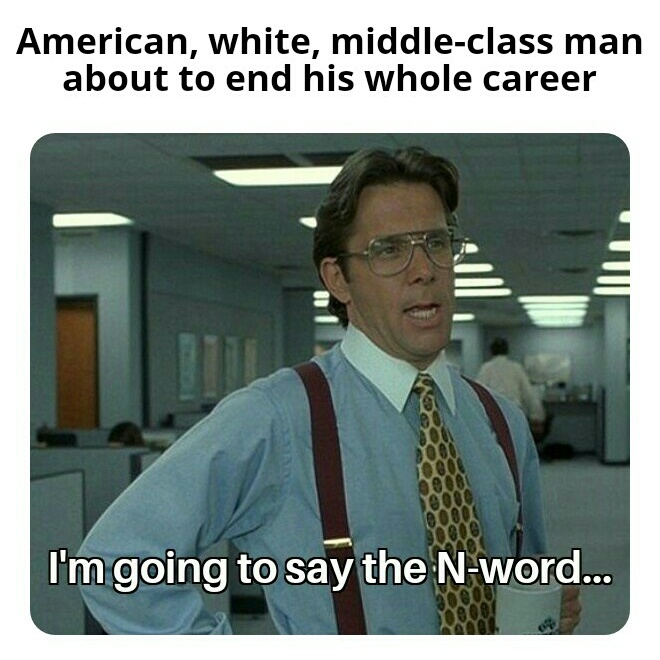 American, white, middle-class man
about to end his whole career
I'm going to say the N-word...